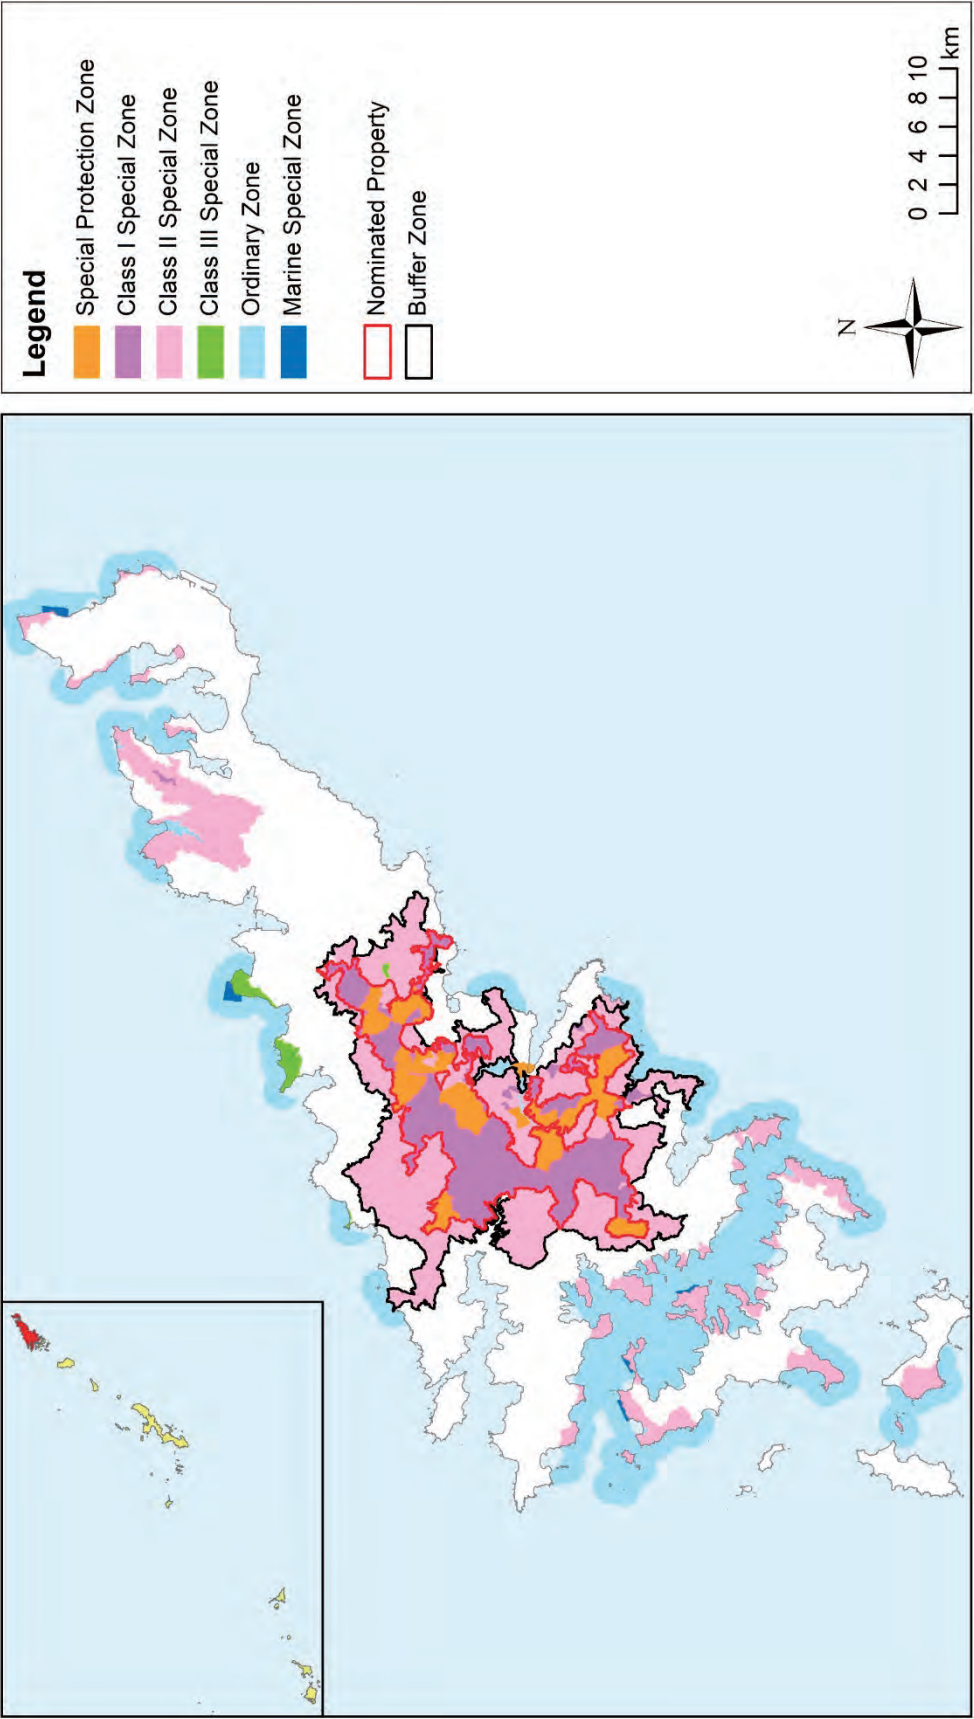 Legend
Special Protection Zone
Class I Special Zone
Class II Special Zone
Class III Special Zone
Ordinary Zone
Marine Special Zone
Nominated Property
Buffer Zone
N
0 2 4 6 8 10
km